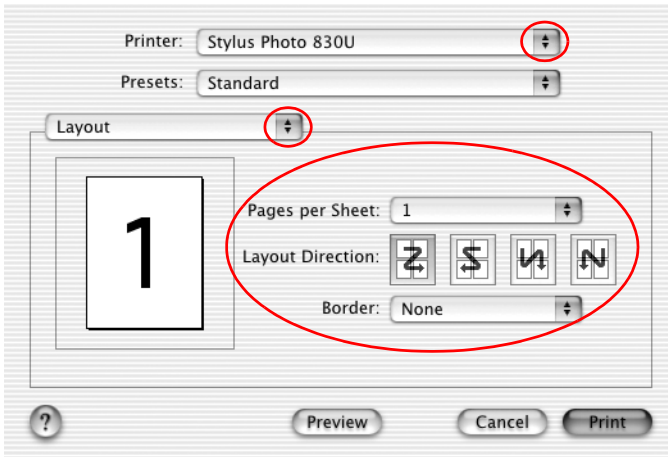 Printer: Stylus Photo 830U
Presets: Standard
Layout
1
Pages per Sheet: 1
Layout Direction:
Border: None
? Preview Cancel Print